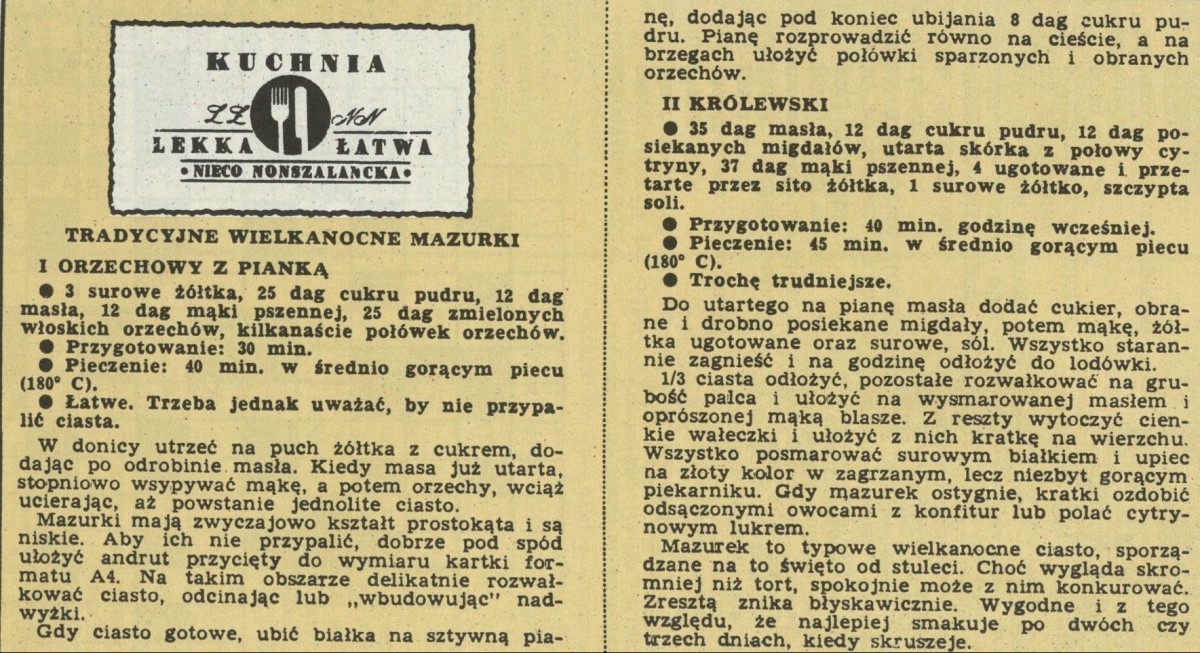 KUCHNIA
ŁŻ NN
LEKKA ŁATWA
• NIECO NONSZALANCKA •
TRADYCYJNE WIELKANOCNE MAZURKI
I ORZECHOWY Z PIANKĄ
● 3 surowe żółtka, 25 dag cukru pudru, 12 dag
masła, 12 dag mąki pszennej, 25 dag zmielonych
włoskich orzechów, kilkanaście połówek orzechów.
● Przygotowanie: 30 min.
● Pieczenie: 40 min. w średnio gorącym piecu
(180° C).
● Łatwe. Trzeba jednak uważać, by nie przypa-
lić ciasta.
W donicy utrzeć na puch żółtka z cukrem, do-
dając po odrobinie masła. Kiedy masa już utarta,
stopniowo wsypywać mąkę, a potem orzechy, wciąż
ucierając, aż powstanie jednolite ciasto.
Mazurki mają zwyczajowo kształt prostokąta i są
niskie. Aby ich nie przypalić, dobrze pod spód
ułożyć andrut przycięty do wymiaru kartki for-
matu A4. Na takim obszarze delikatnie rozwał-
kować ciasto, odcinając lub „wbudowując" nad-
wyżki.
Gdy ciasto gotowe, ubić białka na sztywną pia-
nę, dodając pod koniec ubijania 8 dag cukru pu-
dru. Pianę rozprowadzić równo na cieście, a na
brzegach ułożyć połówki sparzonych i obranych
orzechów.
II KRÓLEWSKI
● 35 dag masła, 12 dag cukru pudru, 12 dag po-
siekanych migdałów, utarta skórka z połowy cy-
tryny, 37 dag mąki pszennej, 4 ugotowane i prze-
tarte przez sito żółtka, 1 surowe żółtko, szczypta
soli.
● Przygotowanie: 40 min. godzinę wcześniej.
● Pieczenie: 45 min. w średnio gorącym piecu
(180° C).
● Trochę trudniejsze.
Do utartego na pianę masła dodać cukier, obra-
ne i drobno posiekane migdały, potem mąkę, żół-
tka ugotowane oraz surowe, sól. Wszystko staran-
nie zagnieść i na godzinę odłożyć do lodówki.
1/3 ciasta odłożyć, pozostałe rozwałkować na gru-
bość palca i ułożyć na wysmarowanej masłem i
oprószonej mąką blasze. Z reszty wytoczyć cien-
kie wałeczki i ułożyć z nich kratkę na wierzchu.
Wszystko posmarować surowym białkiem i upiec
na złoty kolor w zagrzanym, lecz niezbyt gorącym
piekarniku. Gdy mazurek ostygnie, kratki ozdobić
odsączonymi owocami z konfitur lub polać cytry-
nowym lukrem.
Mazurek to typowe wielkanocne ciasto, sporzą-
dzane na to święto od stuleci. Choć wygląda skro-
mniej niż tort, spokojnie może z nim konkurować.
Zresztą znika błyskawicznie. Wygodne i z tego
względu, że najlepiej smakuje po dwóch czy
trzech dniach, kiedy skruszeje.